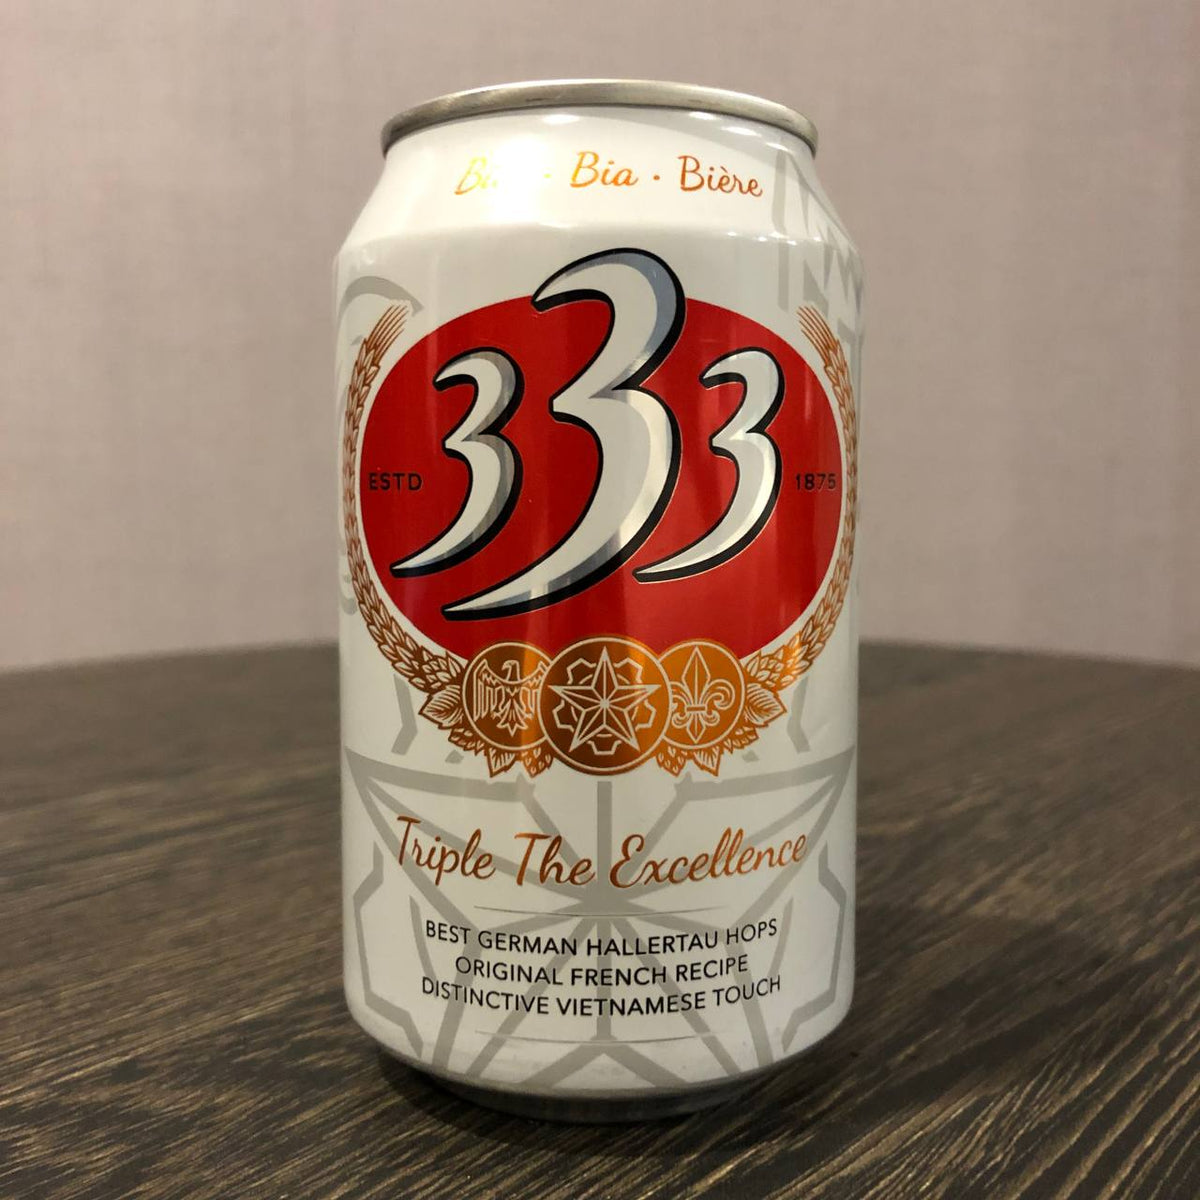 · Bia · Bière
333
ESTD 1875
Triple The Excellence
BEST GERMAN HALLERTAU HOPS
ORIGINAL FRENCH RECIPE
DISTINCTIVE VIETNAMESE TOUCH